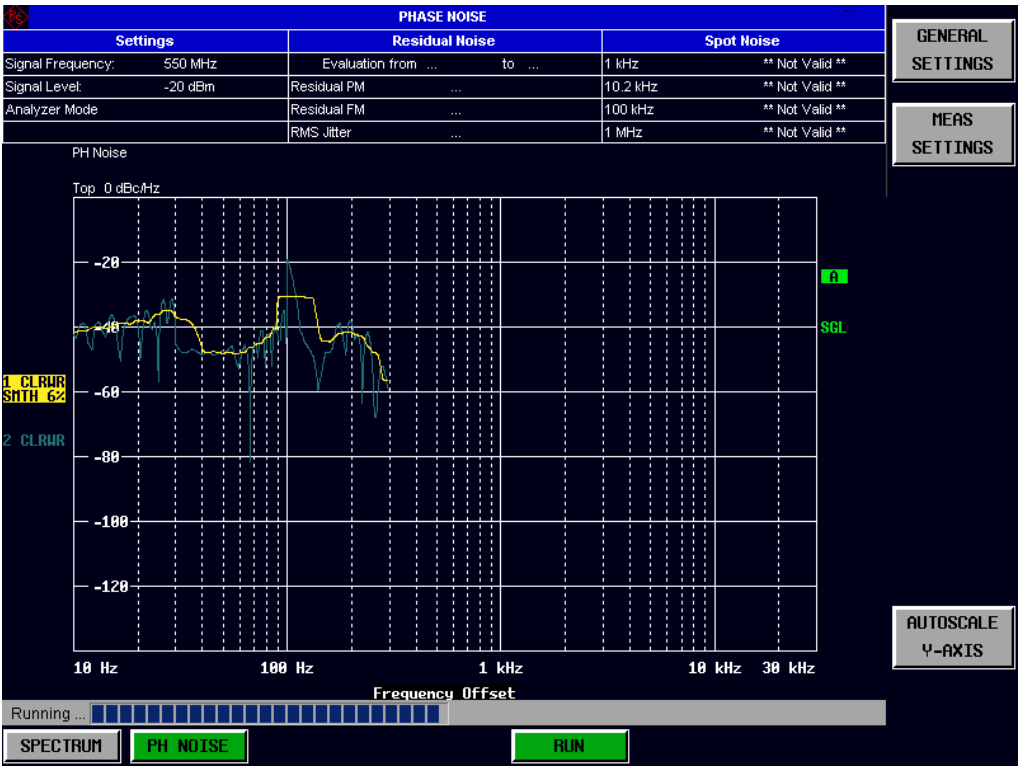 PHASE NOISE
Settings Residual Noise Spot Noise
Signal Frequency: 550 MHz Evaluation from ... to ... 1 kHz ** Not Valid **
Signal Level: -20 dBm Residual PM ... 10.2 kHz ** Not Valid **
Analyzer Mode Residual FM ... 100 kHz ** Not Valid **
RMS Jitter ... 1 MHz ** Not Valid **
GENERAL
SETTINGS
MEAS
SETTINGS
PH Noise
Top 0 dBc/Hz
-20
A
-40
SGL
1 CLRWR
SMTH 6%
-60
2 CLRWR
-80
-100
-120
10 Hz 100 Hz 1 kHz 10 kHz 30 kHz
Frequency Offset
AUTOSCALE
Y-AXIS
Running ...
SPECTRUM PH NOISE RUN